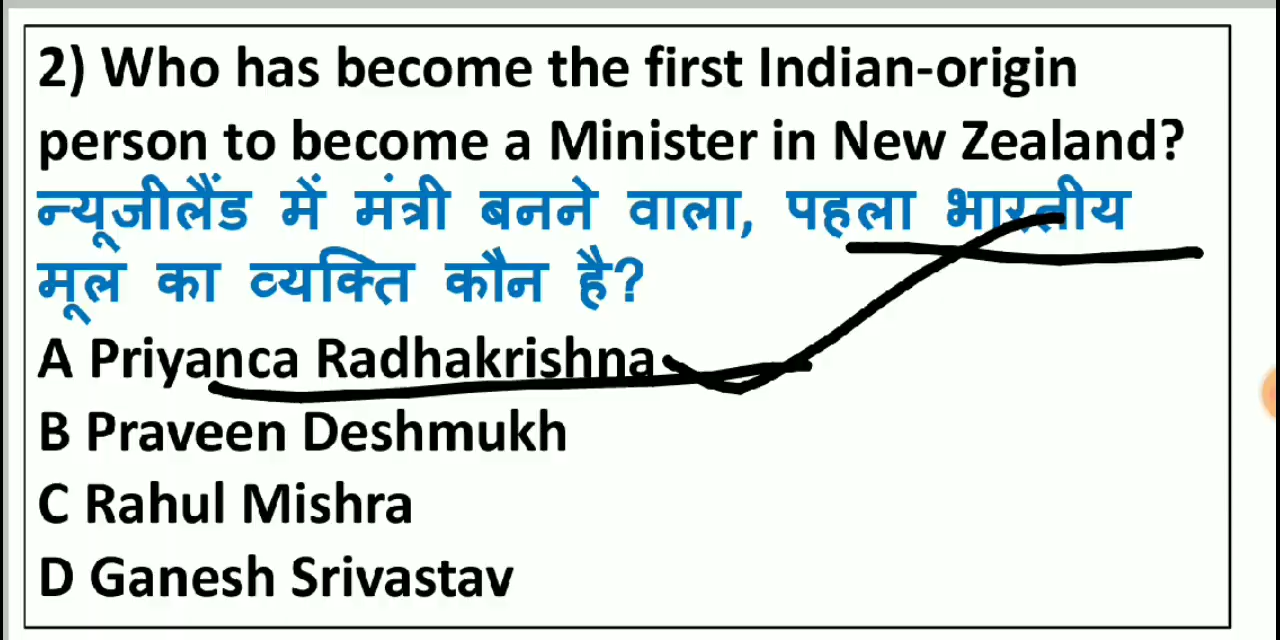 2) Who has become the first Indian-origin
person to become a Minister in New Zealand?
न्यूजीलैंड में मंत्री बनने वाला, पहला भारतीय
मूल का व्यक्ति कौन है?
A Priyanca Radhakrishna
B Praveen Deshmukh
C Rahul Mishra
D Ganesh Srivastav